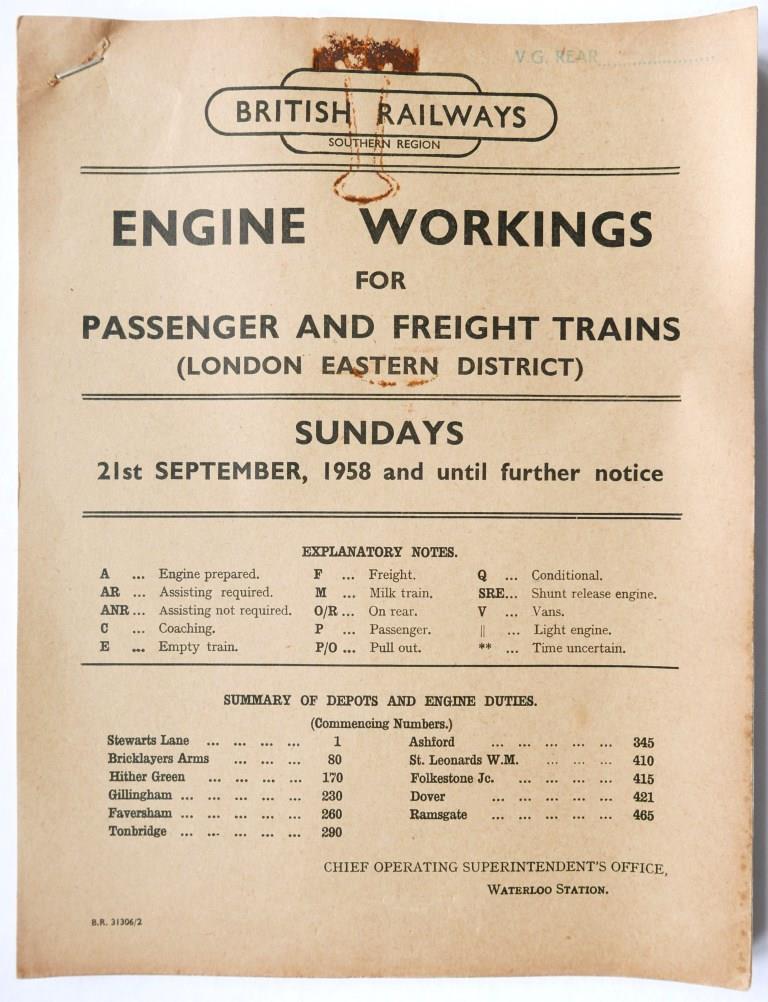 V.G. REAR....................
BRITISH RAILWAYS
SOUTHERN REGION
ENGINE WORKINGS
FOR
PASSENGER AND FREIGHT TRAINS
(LONDON EASTERN DISTRICT)
SUNDAYS
21st SEPTEMBER, 1958 and until further notice
EXPLANATORY NOTES.
A ... Engine prepared. F ... Freight. Q ... Conditional.
AR ... Assisting required. M ... Milk train. SRE... Shunt release engine.
ANR ... Assisting not required. O/R ... On rear. V ... Vans.
C ... Coaching. P ... Passenger. || ... Light engine.
E ... Empty train. P/O ... Pull out. ** ... Time uncertain.
SUMMARY OF DEPOTS AND ENGINE DUTIES.
(Commencing Numbers.)
Stewarts Lane ... ... ... ... 1 Ashford ... ... ... ... ... 345
Bricklayers Arms ... ... ... 80 St. Leonards W.M. ... ... ... 410
Hither Green ... ... ... ... 170 Folkestone Jc. ... ... ... ... 415
Gillingham ... ... ... ... ... 230 Dover ... ... ... ... ... 421
Faversham ... ... ... ... ... 260 Ramsgate ... ... ... ... ... 465
Tonbridge ... ... ... ... ... 290
CHIEF OPERATING SUPERINTENDENT'S OFFICE,
WATERLOO STATION.
B.R. 31306/2